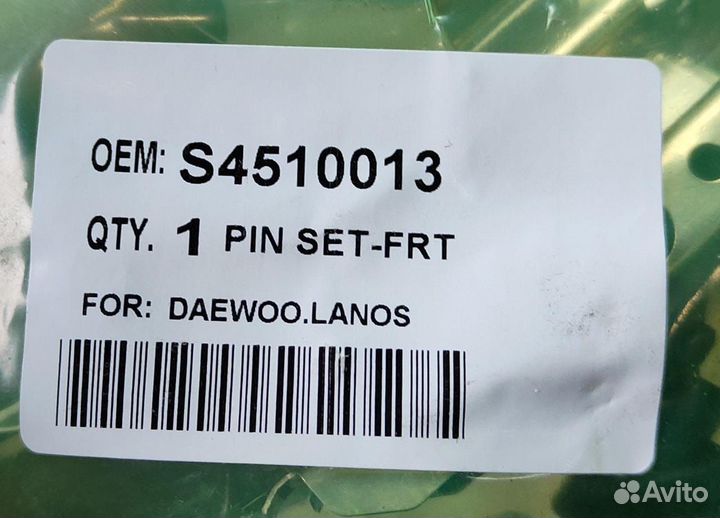 OEM: S4510013
QTY. 1 PIN SET-FRT
FOR: DAEWOO.LANOS
Avito